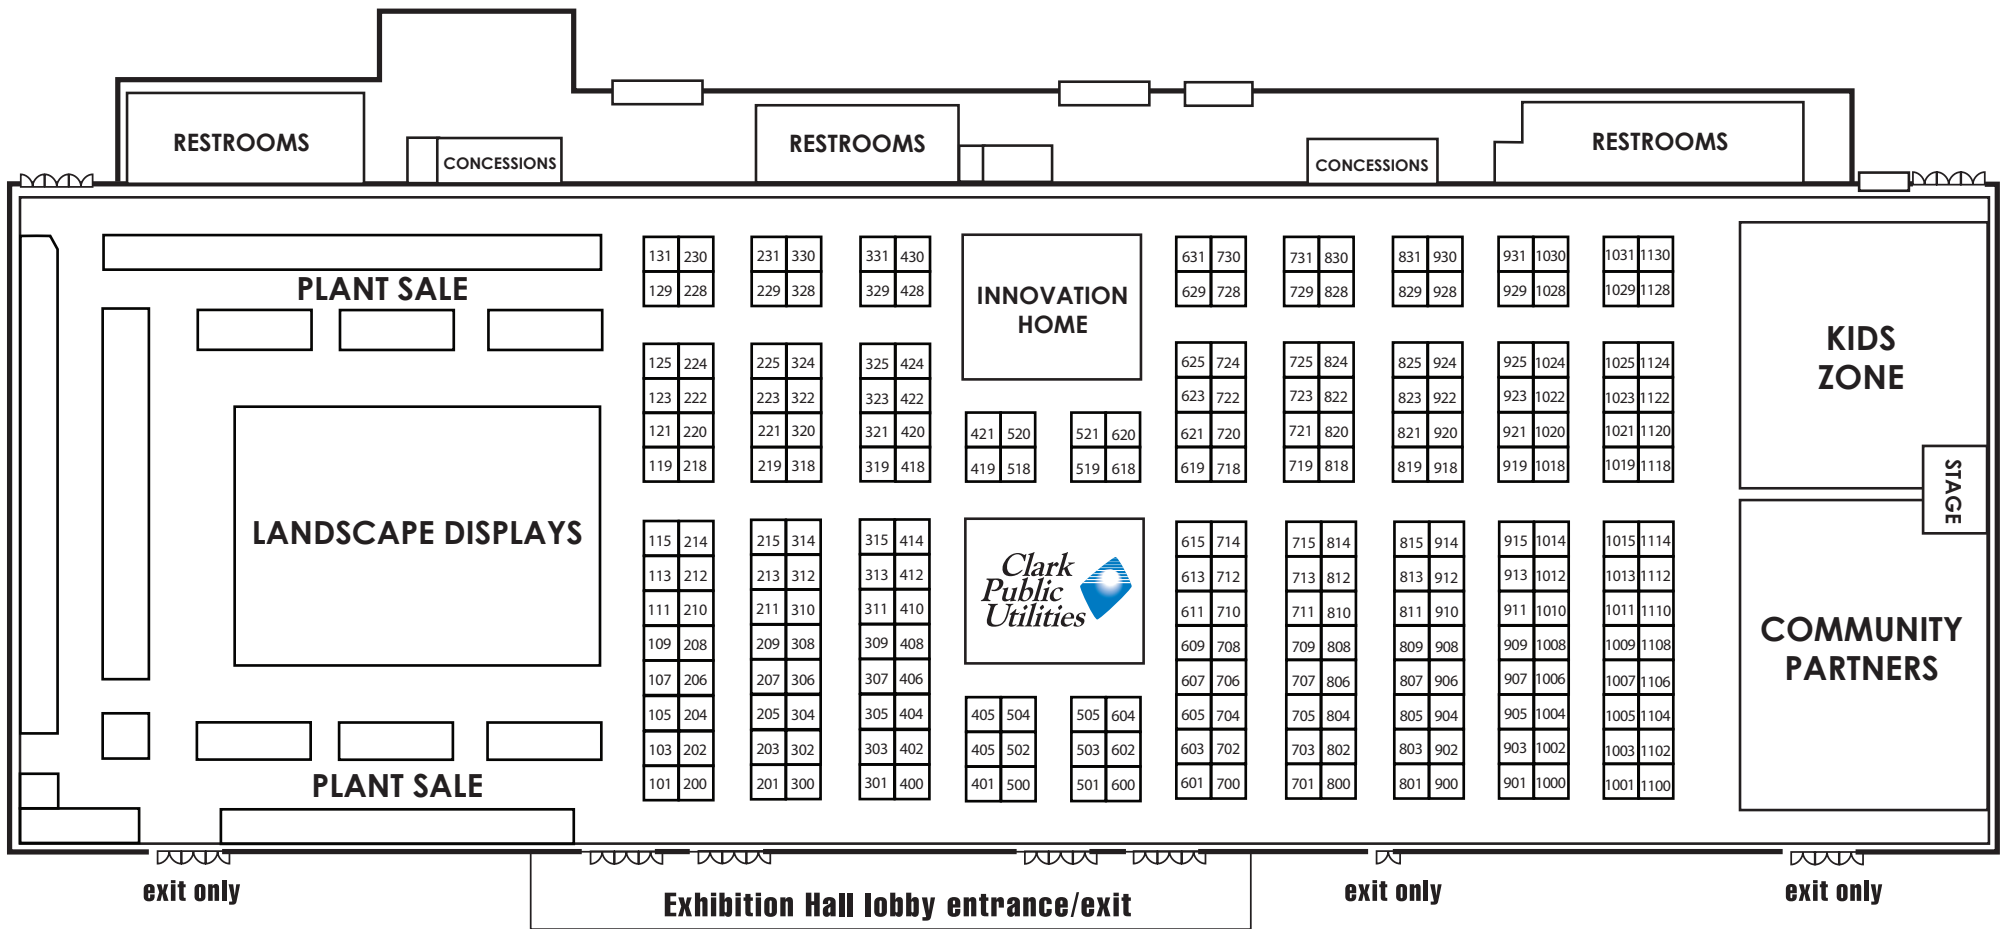 RESTROOMS
CONCESSIONS
RESTROOMS
CONCESSIONS
RESTROOMS
131 230 231 330 331 430 631 730 731 830 831 930 931 1030 1031 1130
129 228 229 328 329 428 629 728 729 828 829 928 929 1028 1029 1128
PLANT SALE
INNOVATION
HOME
KIDS
ZONE
125 224 225 324 325 424 625 724 725 824 825 924 925 1024 1025 1124
123 222 223 322 323 422 623 722 723 822 823 922 923 1022 1023 1122
121 220 221 320 321 420 421 520 521 620 621 720 721 820 821 920 921 1020 1021 1120
119 218 219 318 319 418 419 518 519 618 619 718 719 818 819 918 919 1018 1019 1118
STAGE
LANDSCAPE DISPLAYS
Clark
Public
Utilities
COMMUNITY
PARTNERS
115 214 215 314 315 414 615 714 715 814 815 914 915 1014 1015 1114
113 212 213 312 313 412 613 712 713 812 813 912 913 1012 1013 1112
111 210 211 310 311 410 611 710 711 810 811 910 911 1010 1011 1110
109 208 209 308 309 408 609 708 709 808 809 908 909 1008 1009 1108
107 206 207 306 307 406 607 706 707 806 807 906 907 1006 1007 1106
105 204 205 304 305 404 405 504 505 604 605 704 705 804 805 904 905 1004 1005 1104
103 202 203 302 303 402 405 502 503 602 603 702 703 802 803 902 903 1002 1003 1102
101 200 201 300 301 400 401 500 501 600 601 700 701 800 801 900 901 1000 1001 1100
PLANT SALE
exit only
Exhibition Hall lobby entrance/exit
exit only
exit only